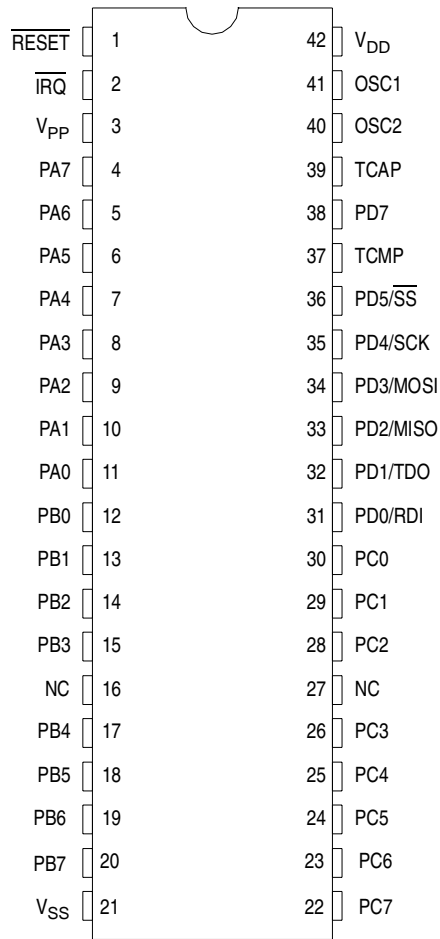 R̅E̅S̅E̅T̅ 1 42 VDD
I̅R̅Q̅ 2 41 OSC1
VPP 3 40 OSC2
PA7 4 39 TCAP
PA6 5 38 PD7
PA5 6 37 TCMP
PA4 7 36 PD5/S̅S̅
PA3 8 35 PD4/SCK
PA2 9 34 PD3/MOSI
PA1 10 33 PD2/MISO
PA0 11 32 PD1/TDO
PB0 12 31 PD0/RDI
PB1 13 30 PC0
PB2 14 29 PC1
PB3 15 28 PC2
NC 16 27 NC
PB4 17 26 PC3
PB5 18 25 PC4
PB6 19 24 PC5
PB7 20 23 PC6
VSS 21 22 PC7